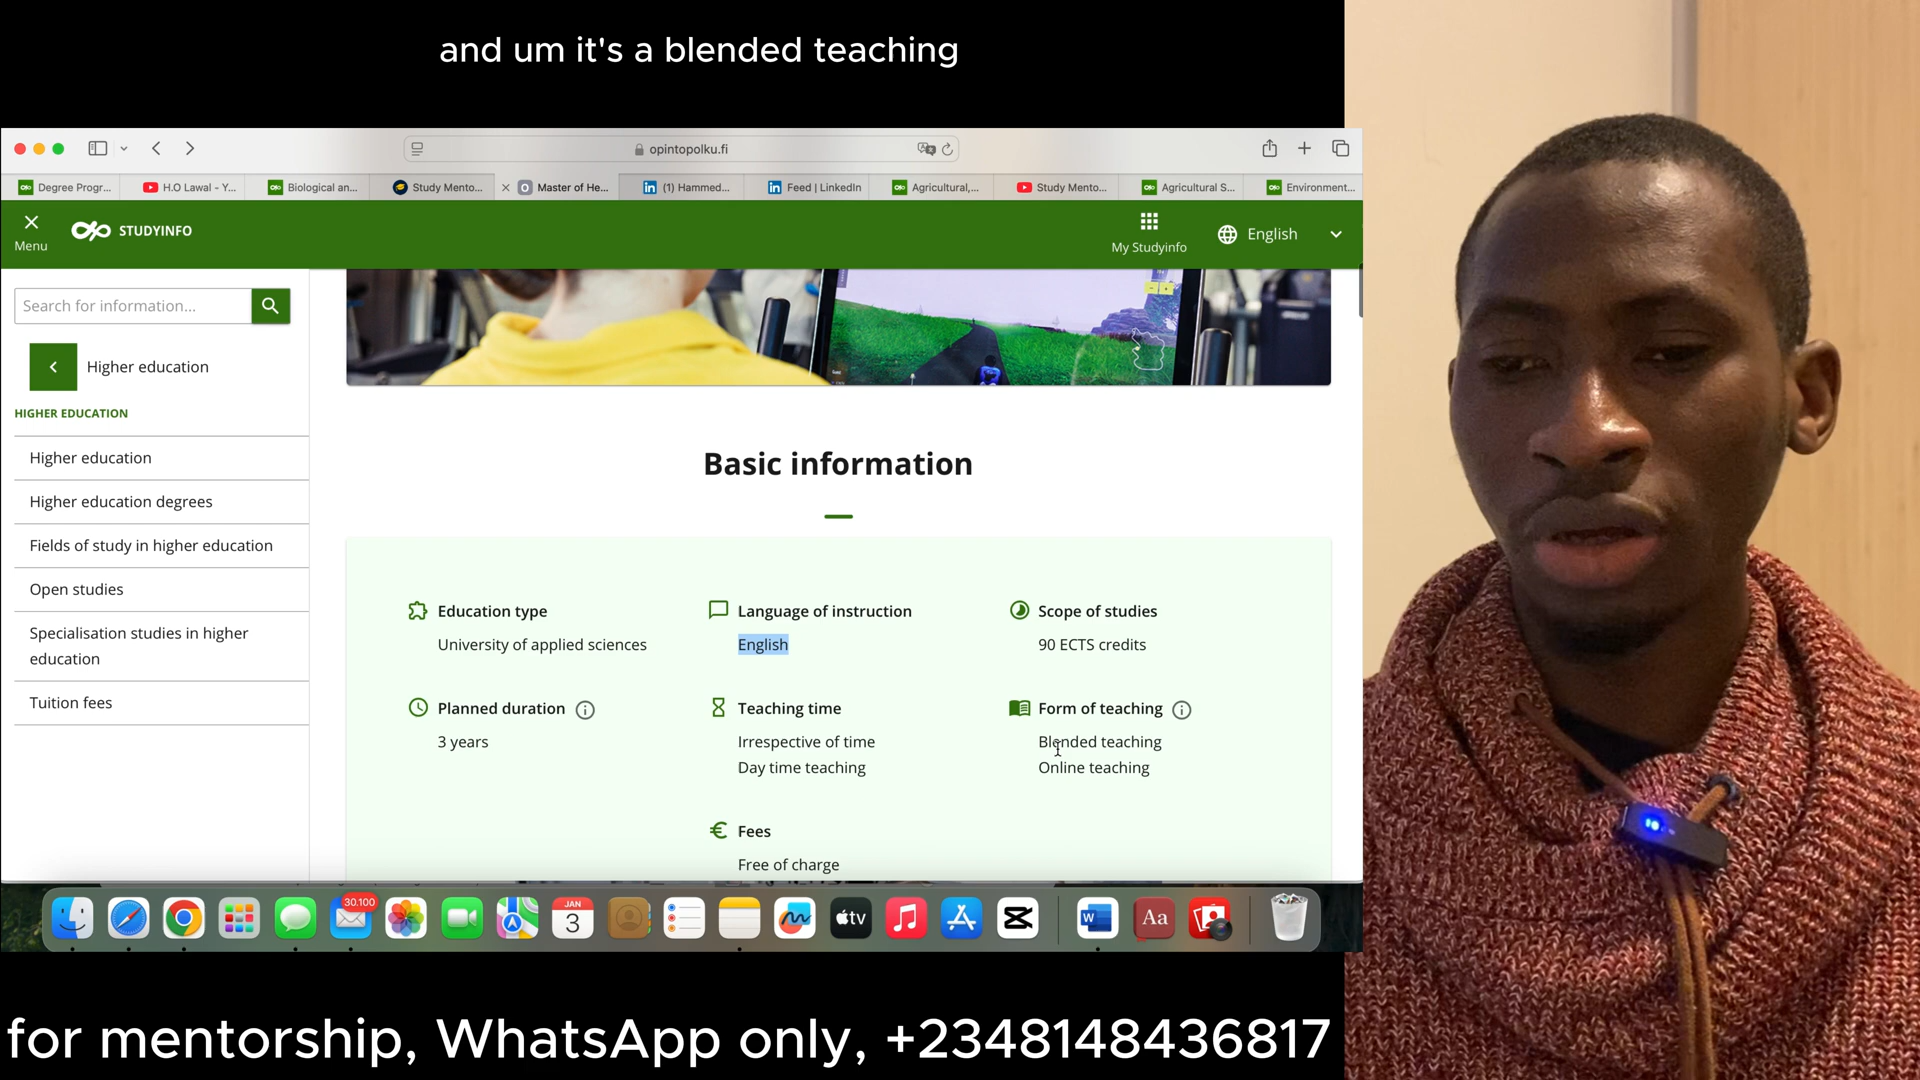 and um it's a blended teaching
opintopolku.fi
Degree Progr...
H.O Lawal - Y...
Biological an...
Study Mento...
Master of He...
(1) Hammed...
Feed | LinkedIn
Agricultural,...
Study Mento...
Agricultural S...
Environment...
Menu
STUDYINFO
My Studyinfo
English
Search for information...
Higher education
HIGHER EDUCATION
Higher education
Higher education degrees
Fields of study in higher education
Open studies
Specialisation studies in higher
education
Tuition fees
Basic information
Education type
University of applied sciences
Language of instruction
English
Scope of studies
90 ECTS credits
Planned duration
3 years
Teaching time
Irrespective of time
Day time teaching
Form of teaching
Blended teaching
Online teaching
Fees
Free of charge
30.100
JAN
3
tv
W
Aa
for mentorship, WhatsApp only, +2348148436817